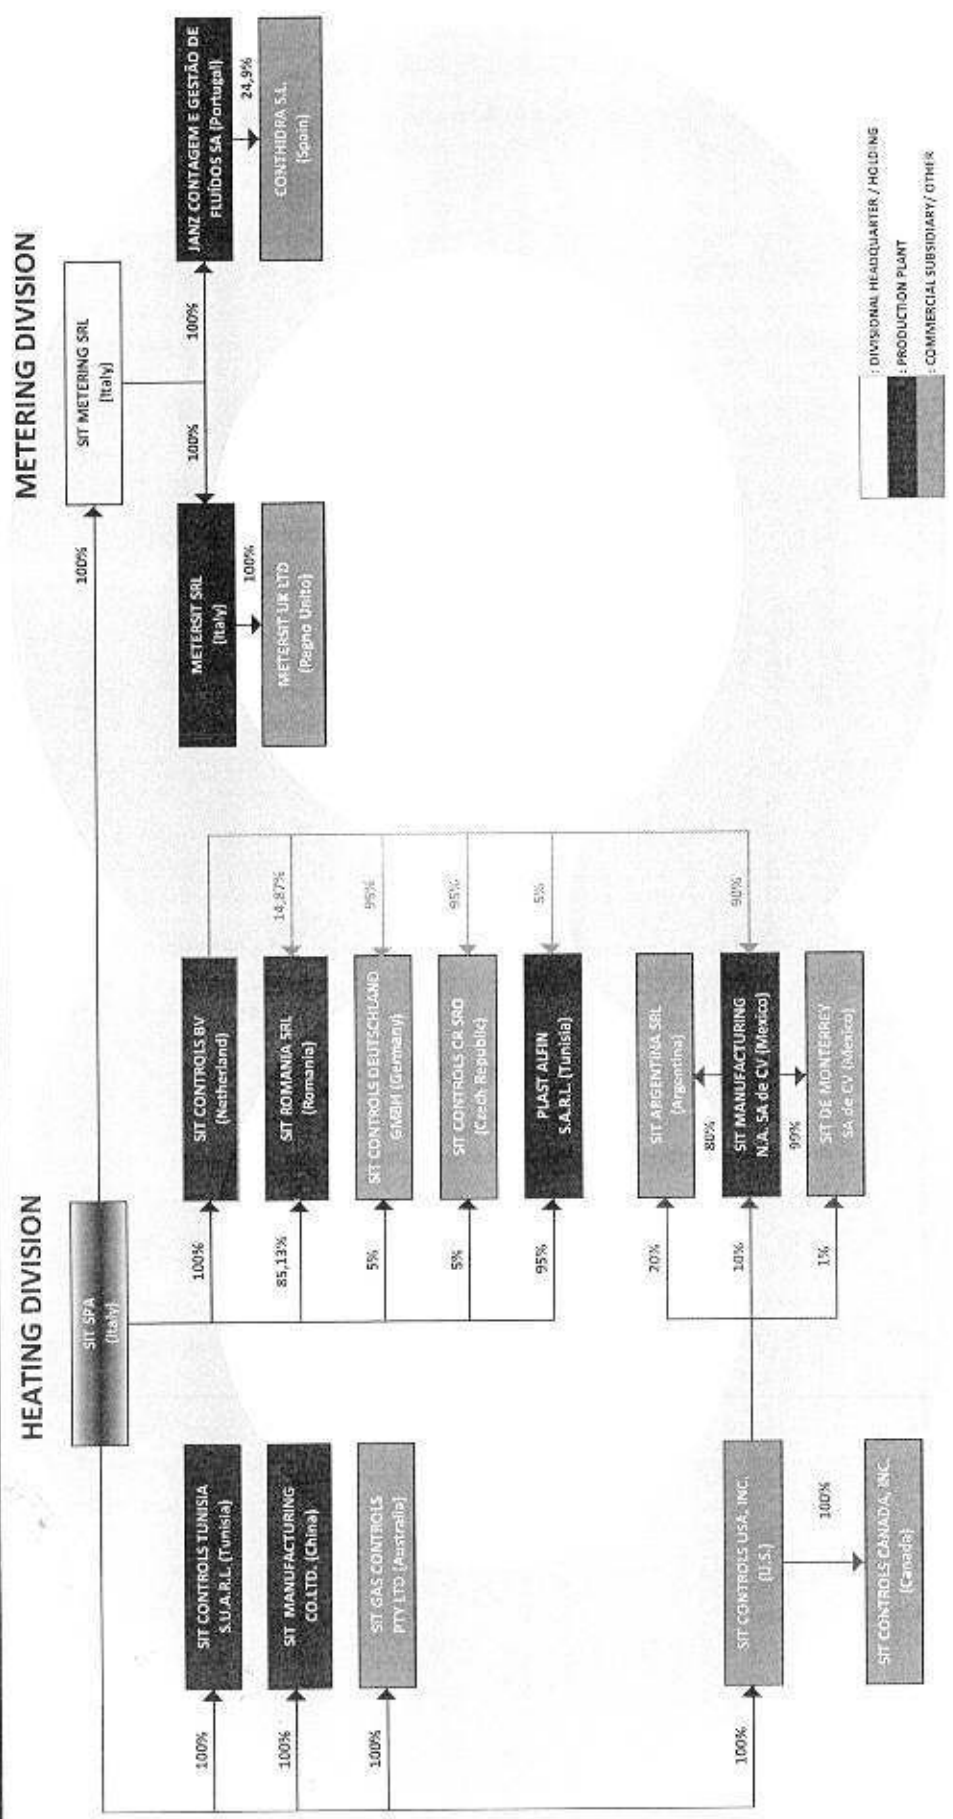 HEATING DIVISION
METERING DIVISION
SIT SPA
(Italy)
100%
SIT METERING SRL
(Italy)
100%
SIT CONTROLS TUNISIA
S.U.A.R.L (Tunisia)
100%
SIT MANUFACTURING
CO.LTD. (China)
100%
SIT GAS CONTROLS
PTY LTD (Australia)
100%
SIT CONTROLS USA, INC.
(U.S.)
100%
SIT CONTROLS CANADA, INC.
(Canada)
100%
SIT CONTROLS BV
(Netherland)
85,13%
SIT ROMANIA SRL
(Romania)
14,87%
5%
SIT CONTROLS DEUTSCHLAND
GMBH (Germany)
95%
5%
SIT CONTROLS CR SRO
(Czech Republic)
95%
95%
PLAST ALFIN
S.A.R.L. (Tunisia)
5%
20%
SIT ARGENTINA SRL
(Argentina)
80%
10%
SIT MANUFACTURING
N.A. SA de CV (Mexico)
90%
99%
1%
SIT DE MONTERREY
SA de CV (Mexico)
100%
100%
METERSIT SRL
(Italy)
100%
METERSIT UK LTD
(Regno Unito)
JANZ CONTAGEM E GESTÃO DE
FLUÍDOS SA (Portugal)
24,9%
CONTHIDRA S.L.
(Spain)
: DIVISIONAL HEADQUARTER / HOLDING
: PRODUCTION PLANT
: COMMERCIAL SUBSIDIARY/ OTHER